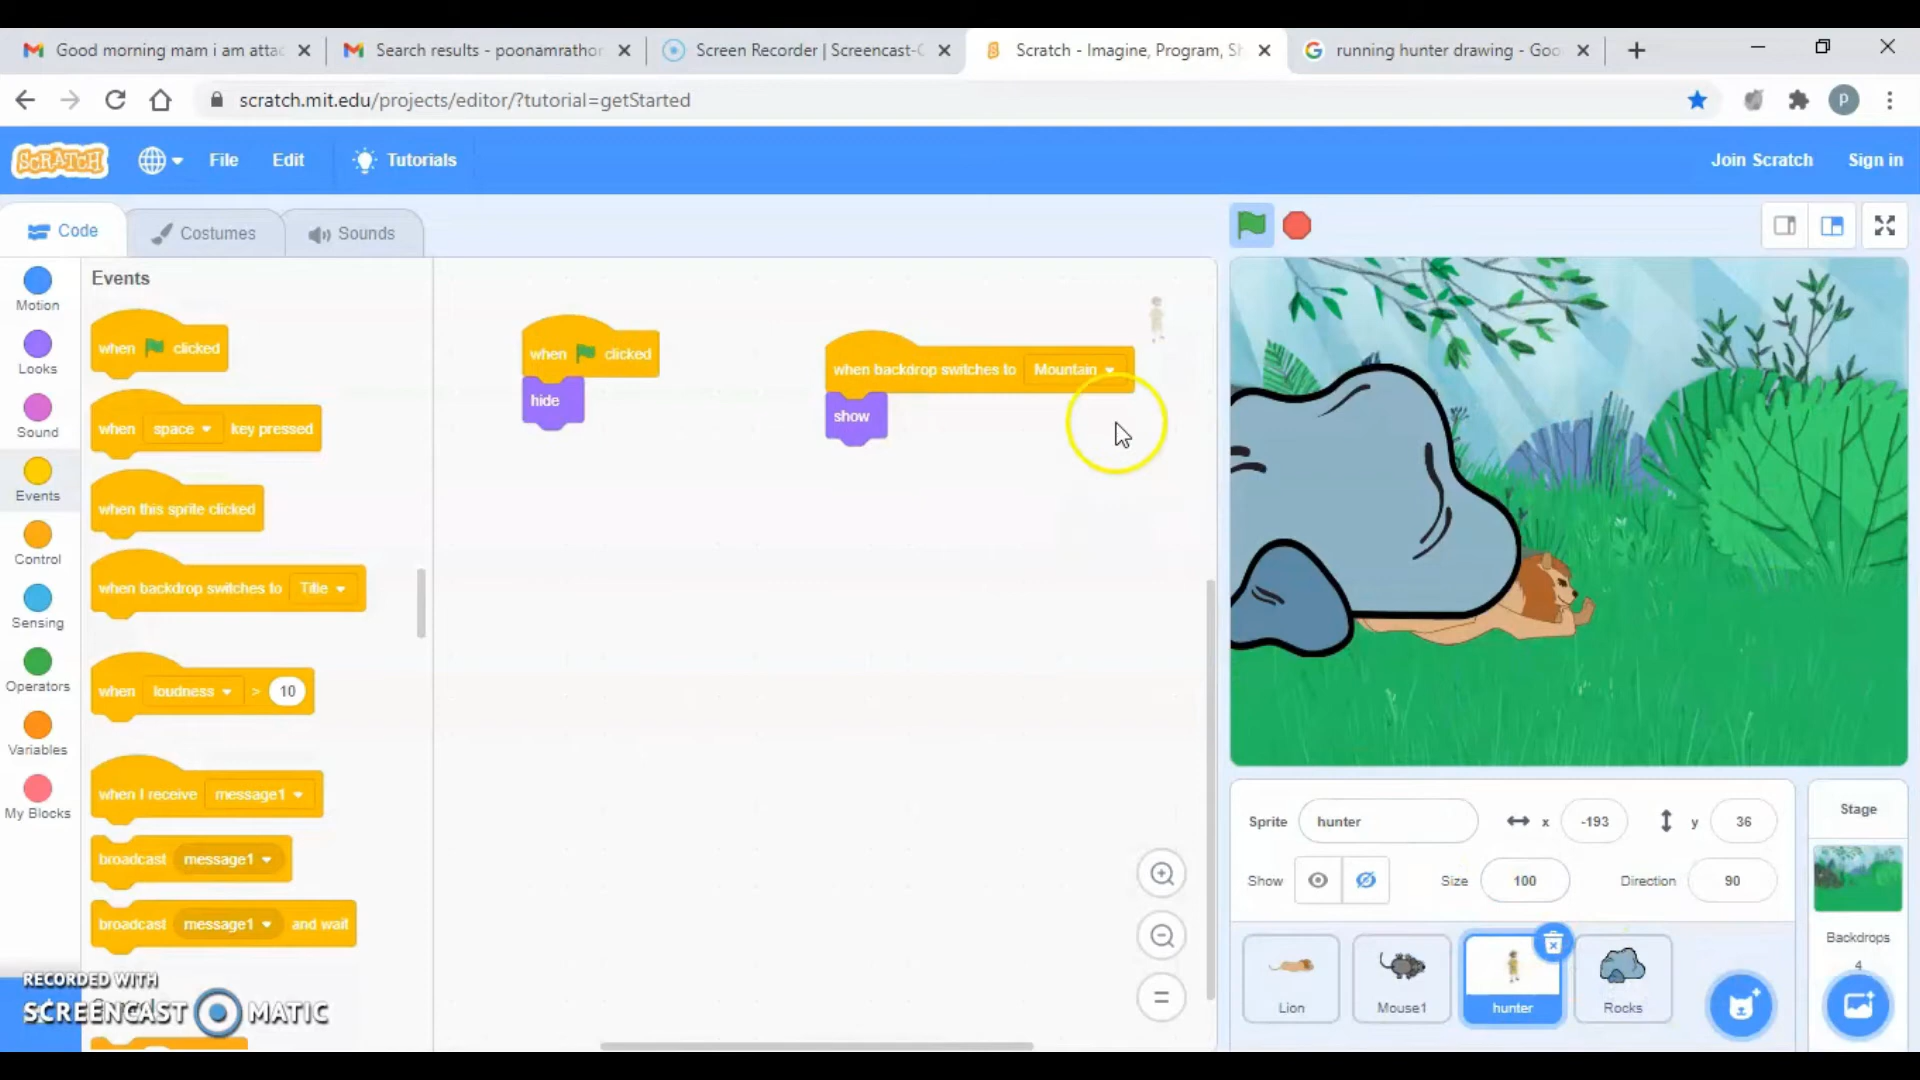 Good morning mam i am atta
Search results - poonamrathor
Screen Recorder | Screencast-O
Scratch - Imagine, Program, Sh
running hunter drawing - Goo
scratch.mit.edu/projects/editor/?tutorial=getStarted
P
SCRATCH
File
Edit
Tutorials
Join Scratch
Sign in
Code
Costumes
Sounds
Motion
Looks
Sound
Events
Control
Sensing
Operators
Variables
My Blocks
Events
when clicked
when space key pressed
when this sprite clicked
when backdrop switches to Title
when loudness > 10
when I receive message1
broadcast message1
broadcast message1 and wait
when clicked
hide
when backdrop switches to Mountain
show
Sprite hunter x -193 y 36
Show Size 100 Direction 90
Lion
Mouse1
hunter
Rocks
Stage
Backdrops
4
RECORDED WITH
SCREENCAST MATIC